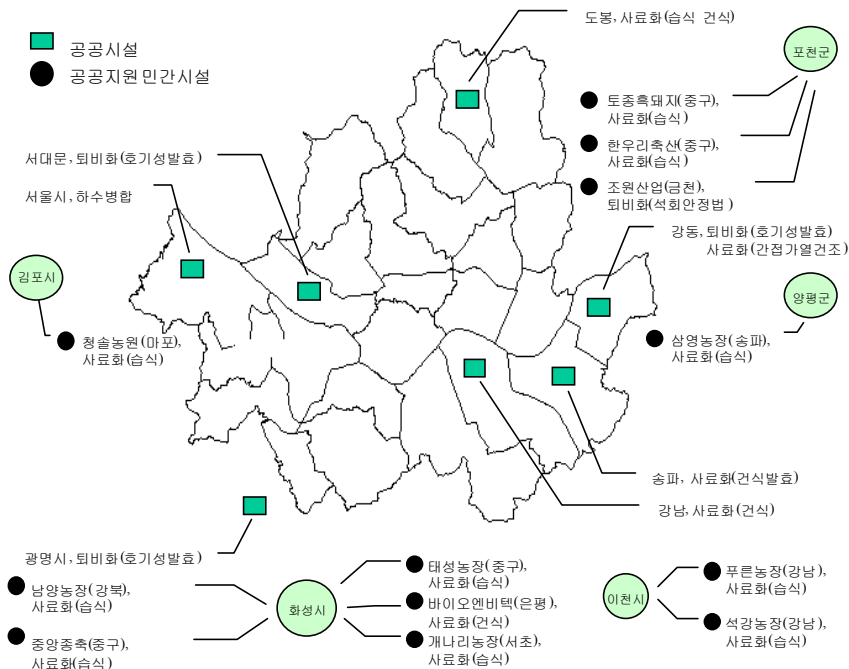 공공시설
공공지원 민간시설
도봉, 사료화(습식 건식)
포천군
토종흑돼지(중구),
사료화(습식)
한우리축산(중구),
사료화(습식)
조원산업(금천),
퇴비화(석회안정법)
서대문, 퇴비화(호기성발효)
서울시, 하수병합
강동, 퇴비화(호기성발효)
사료화(간접가열건조)
김포시
양평군
청솔농원(마포),
사료화(습식)
삼영농장(송파),
사료화(습식)
송파, 사료화(건식발효)
강남, 사료화(건식)
광명시, 퇴비화(호기성발효)
남양농장(강북),
사료화(습식)
중앙종축(중구),
사료화(습식)
화성시
태성농장(중구),
사료화(습식)
바이오엔비텍(은평),
사료화(건식)
개나리농장(서초),
사료화(습식)
이천시
푸른농장(강남),
사료화(습식)
석강농장(강남),
사료화(습식)